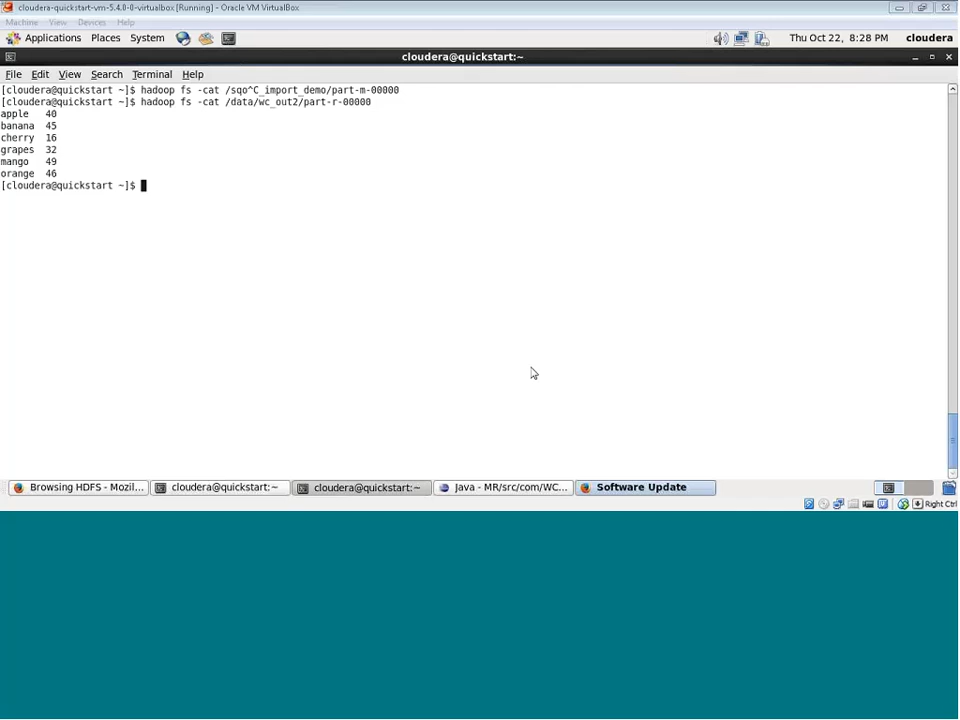 cloudera-quickstart-vm-5.4.0-0-virtualbox [Running] - Oracle VM VirtualBox
Machine View Devices Help
Applications Places System Thu Oct 22, 8:28 PM cloudera
cloudera@quickstart:~
File Edit View Search Terminal Help
[cloudera@quickstart ~]$ hadoop fs -cat /sqo^C_import_demo/part-m-00000
[cloudera@quickstart ~]$ hadoop fs -cat /data/wc_out2/part-r-00000
apple 40
banana 45
cherry 16
grapes 32
mango 49
orange 46
[cloudera@quickstart ~]$
Browsing HDFS - Mozil... cloudera@quickstart:~ cloudera@quickstart:~ Java - MR/src/com/WC... Software Update
Right Ctrl